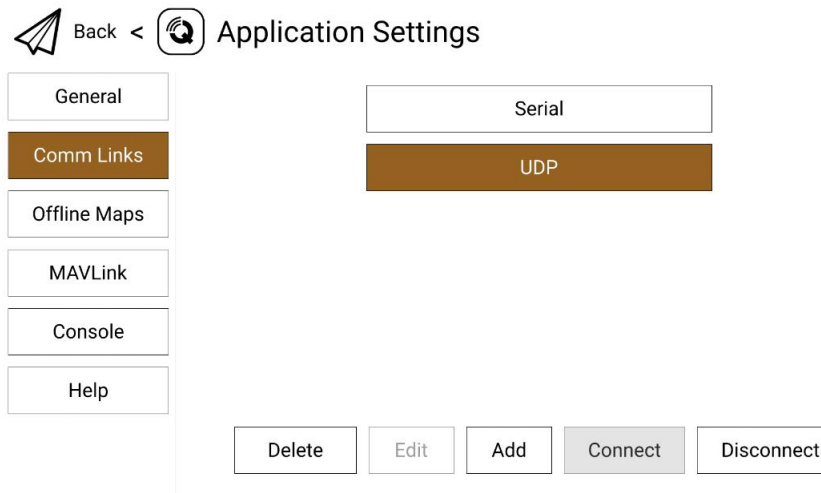 Back < Application Settings
General
Comm Links
Offline Maps
MAVLink
Console
Help
Serial
UDP
Delete Edit Add Connect Disconnect